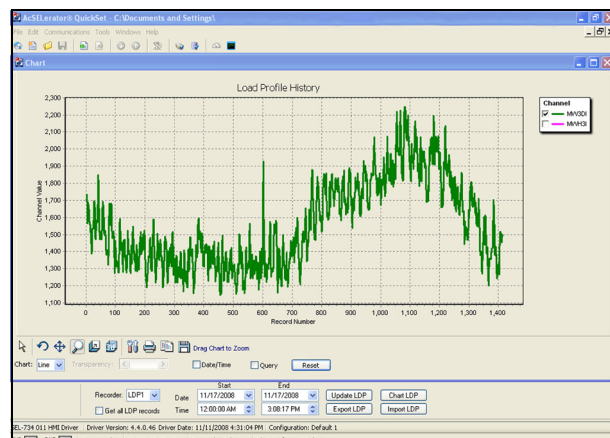 AcSELerator® QuickSet - C:\Documents and Settings\
File Edit Communications Tools Windows Help
Chart
Load Profile History
2,300
2,200
2,100
2,000
1,900
1,800
1,700
1,600
1,500
1,400
1,300
1,200
1,100
Channel Value
0 100 200 300 400 500 600 700 800 900 1,000 1,100 1,200 1,300 1,400
Record Number
Channel
MW3DI
MWH3I
Drag Chart to Zoom
Chart: Line Transparency: Date/Time Query Reset
Start End
Recorder: LDP1 Date 11/17/2008 11/17/2008 Update LDP Chart LDP
Get all LDP records Time 12:00:00 AM 3:08:17 PM Export LDP Import LDP
SEL-734 011 HMI Driver Driver Version: 4.4.0.46 Driver Date: 11/11/2008 4:31:04 PM Configuration: Default 1